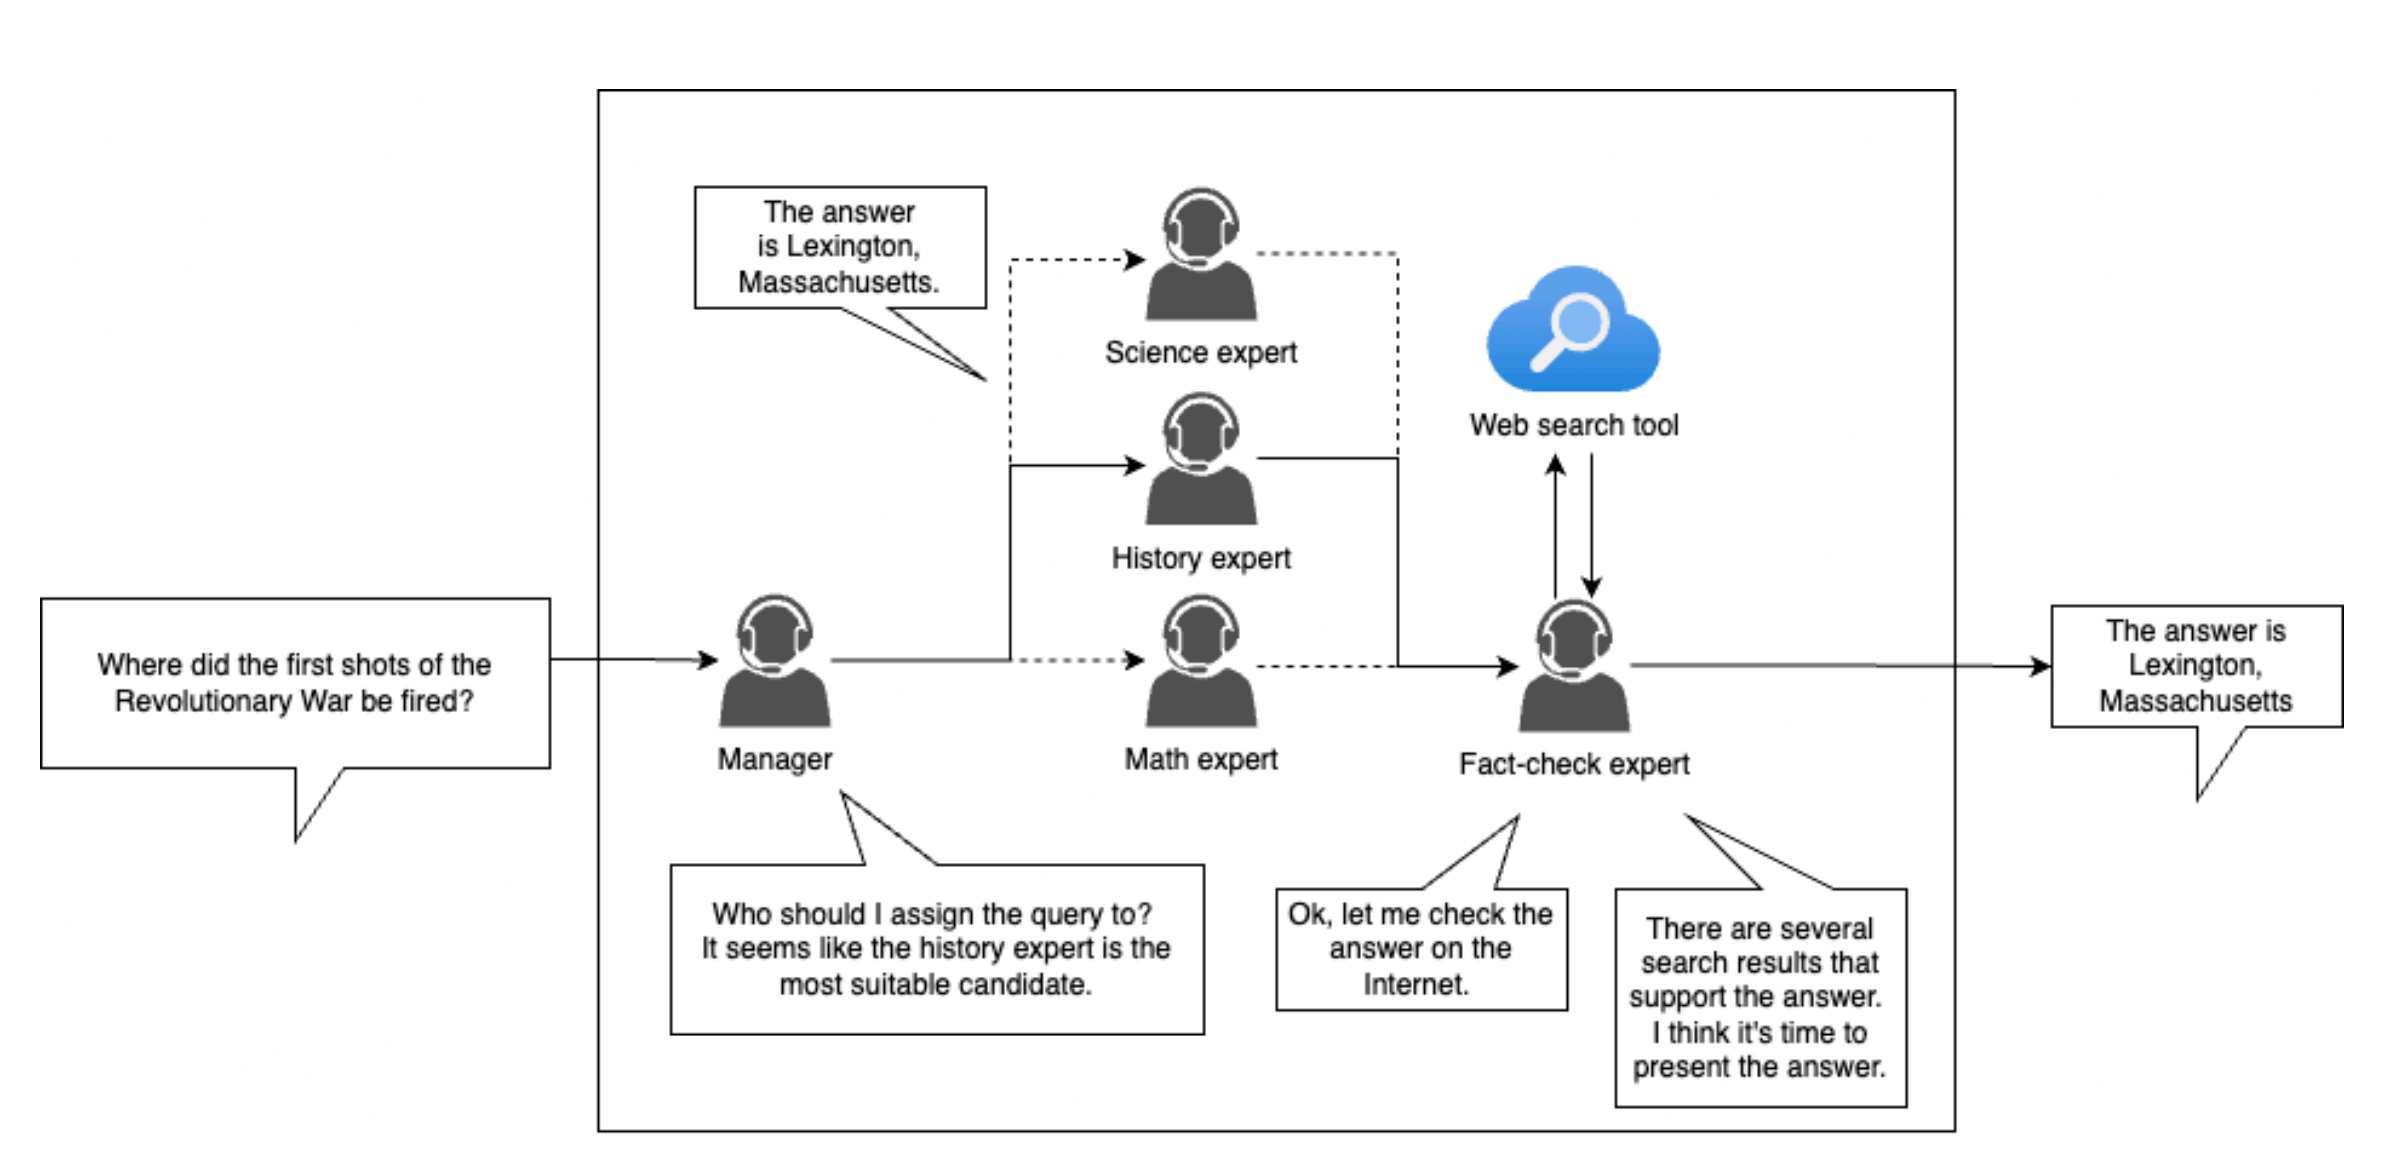 Where did the first shots of the
Revolutionary War be fired?
Manager
Who should I assign the query to?
It seems like the history expert is the
most suitable candidate.
The answer
is Lexington,
Massachusetts.
Science expert
History expert
Math expert
Web search tool
Fact-check expert
Ok, let me check the
answer on the
Internet.
There are several
search results that
support the answer.
I think it's time to
present the answer.
The answer is
Lexington,
Massachusetts